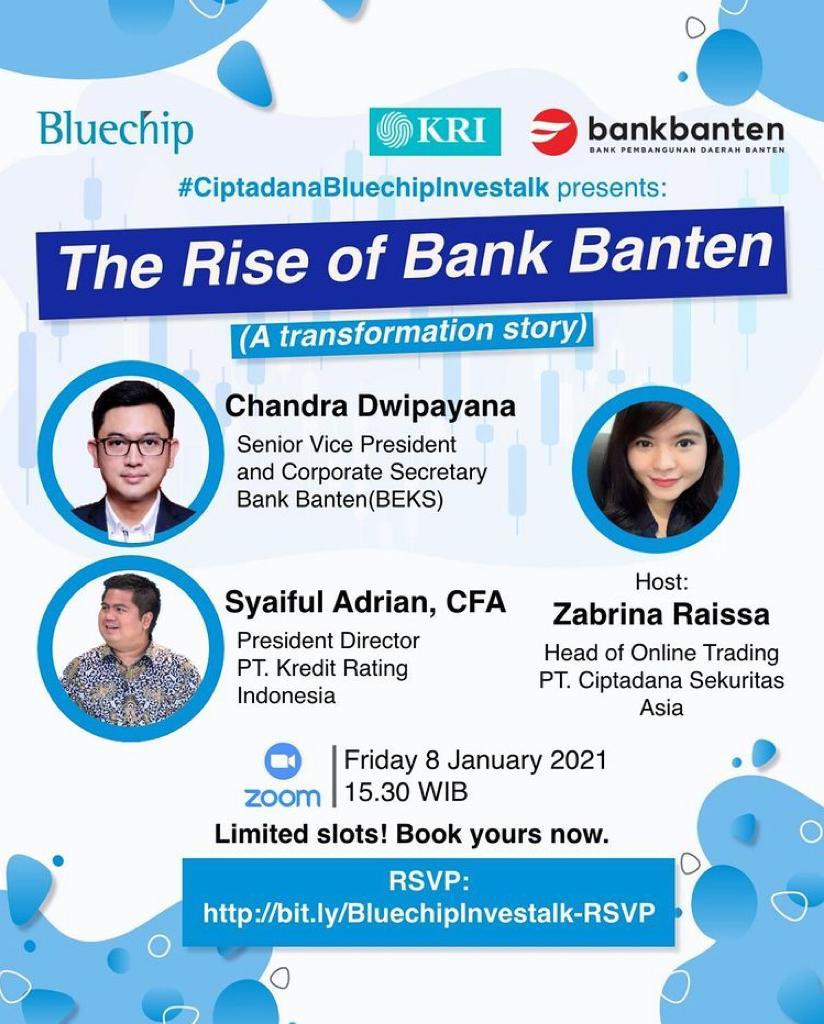 Bluechip
KRI
bankbanten
BANK PEMBANGUNAN DAERAH BANTEN
#CiptadanaBluechipInvestalk presents:
The Rise of Bank Banten
(A transformation story)
Chandra Dwipayana
Senior Vice President
and Corporate Secretary
Bank Banten(BEKS)
Syaiful Adrian, CFA
President Director
PT. Kredit Rating
Indonesia
Host:
Zabrina Raissa
Head of Online Trading
PT. Ciptadana Sekuritas
Asia
zoom
Friday 8 January 2021
15.30 WIB
Limited slots! Book yours now.
RSVP:
http://bit.ly/BluechipInvestalk-RSVP